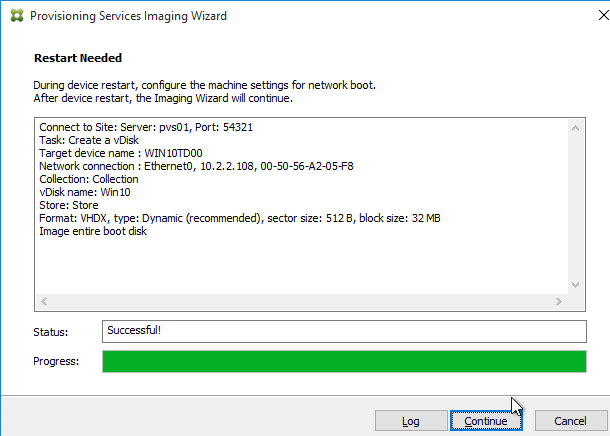 Provisioning Services Imaging Wizard
Restart Needed
During device restart, configure the machine settings for network boot.
After device restart, the Imaging Wizard will continue.
Connect to Site: Server: pvs01, Port: 54321
Task: Create a vDisk
Target device name : WIN10TD00
Network connection : Ethernet0, 10.2.2.108, 00-50-56-A2-05-F8
Collection: Collection
vDisk name: Win10
Store: Store
Format: VHDX, type: Dynamic (recommended), sector size: 512 B, block size: 32 MB
Image entire boot disk
Status: Successful!
Progress:
Log Continue Cancel